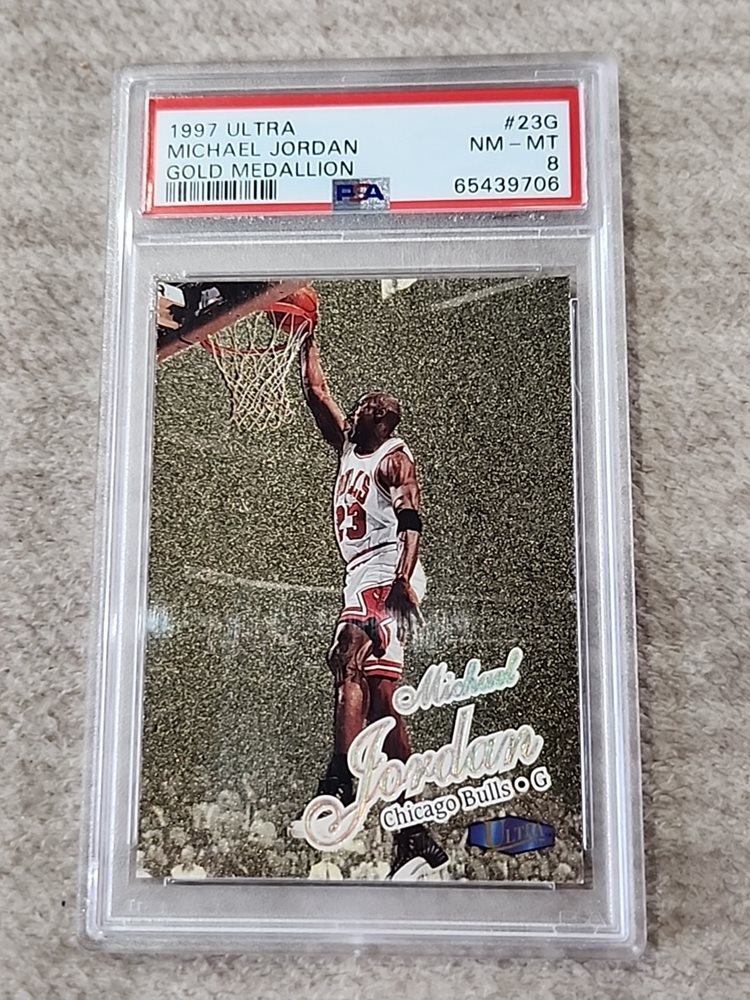 1997 ULTRA #23G
MICHAEL JORDAN NM - MT
GOLD MEDALLION 8
PSA 65439706
BULLS
23
Michael
Jordan
Chicago Bulls • G
ULTRA